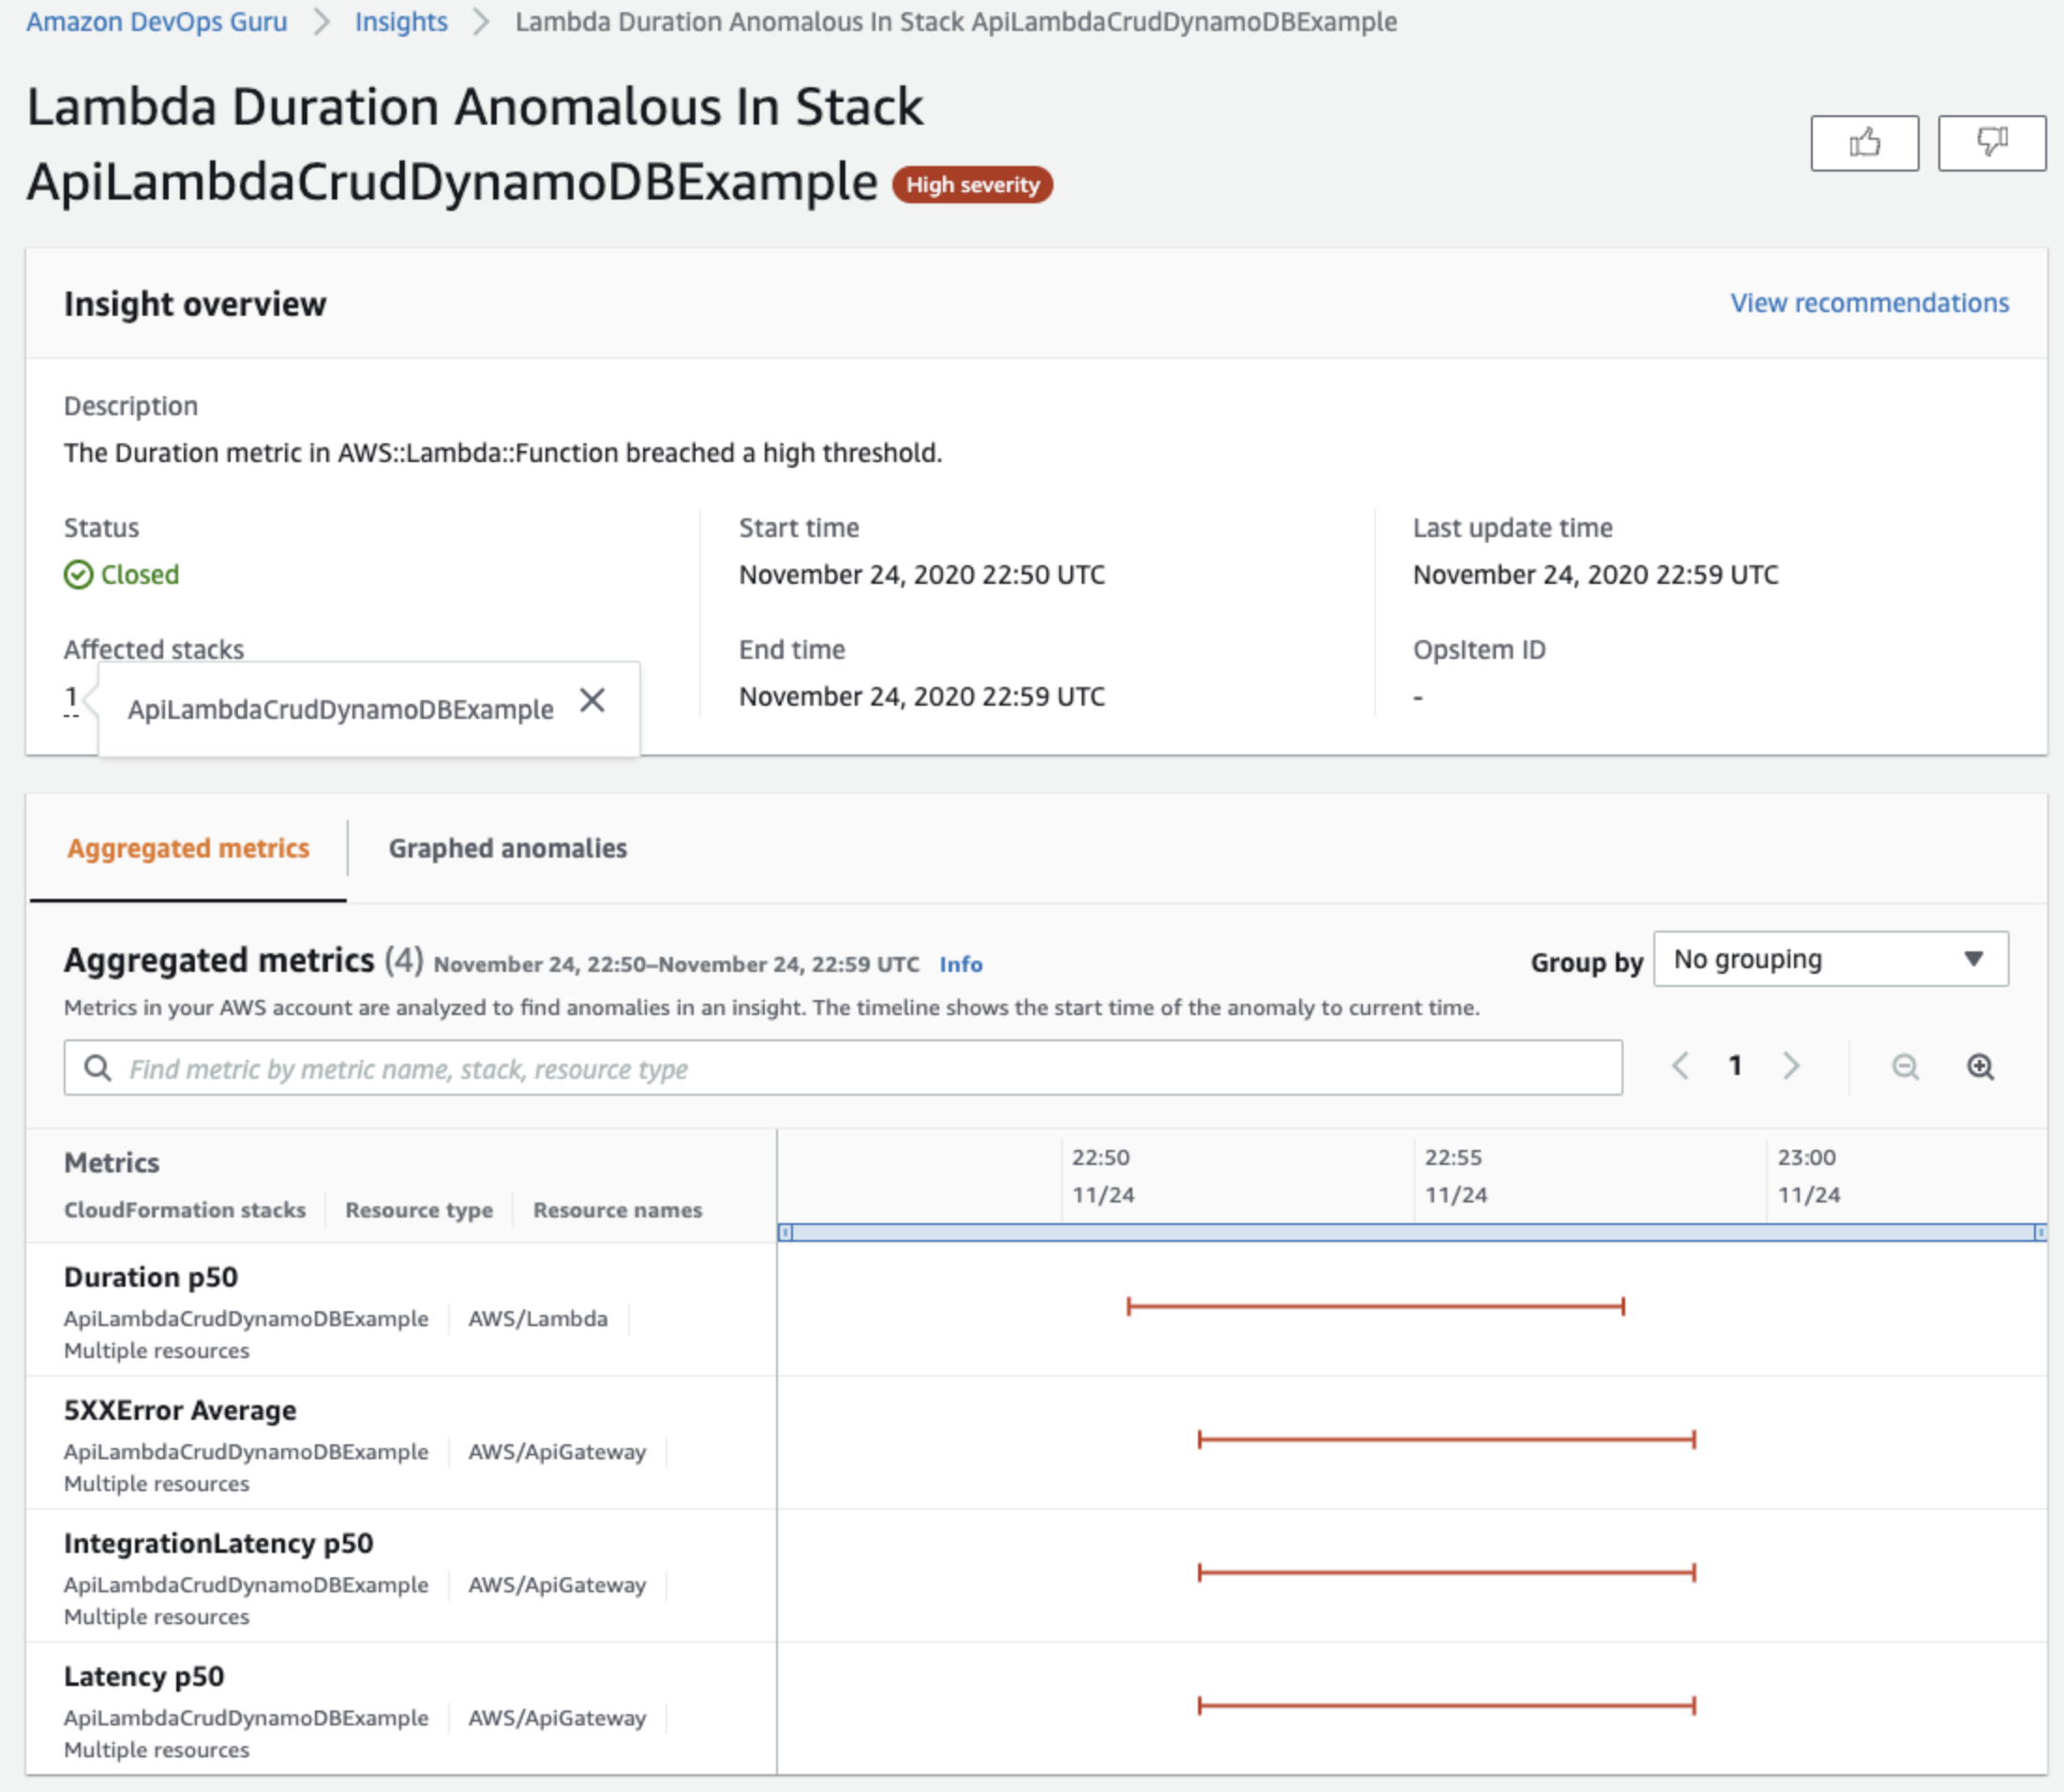 Amazon DevOps Guru > Insights > Lambda Duration Anomalous In Stack ApiLambdaCrudDynamoDBExample
Lambda Duration Anomalous In Stack
ApiLambdaCrudDynamoDBExample High severity
Insight overview
View recommendations
Description
The Duration metric in AWS::Lambda::Function breached a high threshold.
Status
Closed
Start time
November 24, 2020 22:50 UTC
Last update time
November 24, 2020 22:59 UTC
Affected stacks
1
ApiLambdaCrudDynamoDBExample
End time
November 24, 2020 22:59 UTC
OpsItem ID
-
Aggregated metrics
Graphed anomalies
Aggregated metrics (4) November 24, 22:50–November 24, 22:59 UTC Info
Group by No grouping
Metrics in your AWS account are analyzed to find anomalies in an insight. The timeline shows the start time of the anomaly to current time.
Find metric by metric name, stack, resource type
1
Metrics
CloudFormation stacks Resource type Resource names
22:50
11/24
22:55
11/24
23:00
11/24
Duration p50
ApiLambdaCrudDynamoDBExample AWS/Lambda
Multiple resources
5XXError Average
ApiLambdaCrudDynamoDBExample AWS/ApiGateway
Multiple resources
IntegrationLatency p50
ApiLambdaCrudDynamoDBExample AWS/ApiGateway
Multiple resources
Latency p50
ApiLambdaCrudDynamoDBExample AWS/ApiGateway
Multiple resources